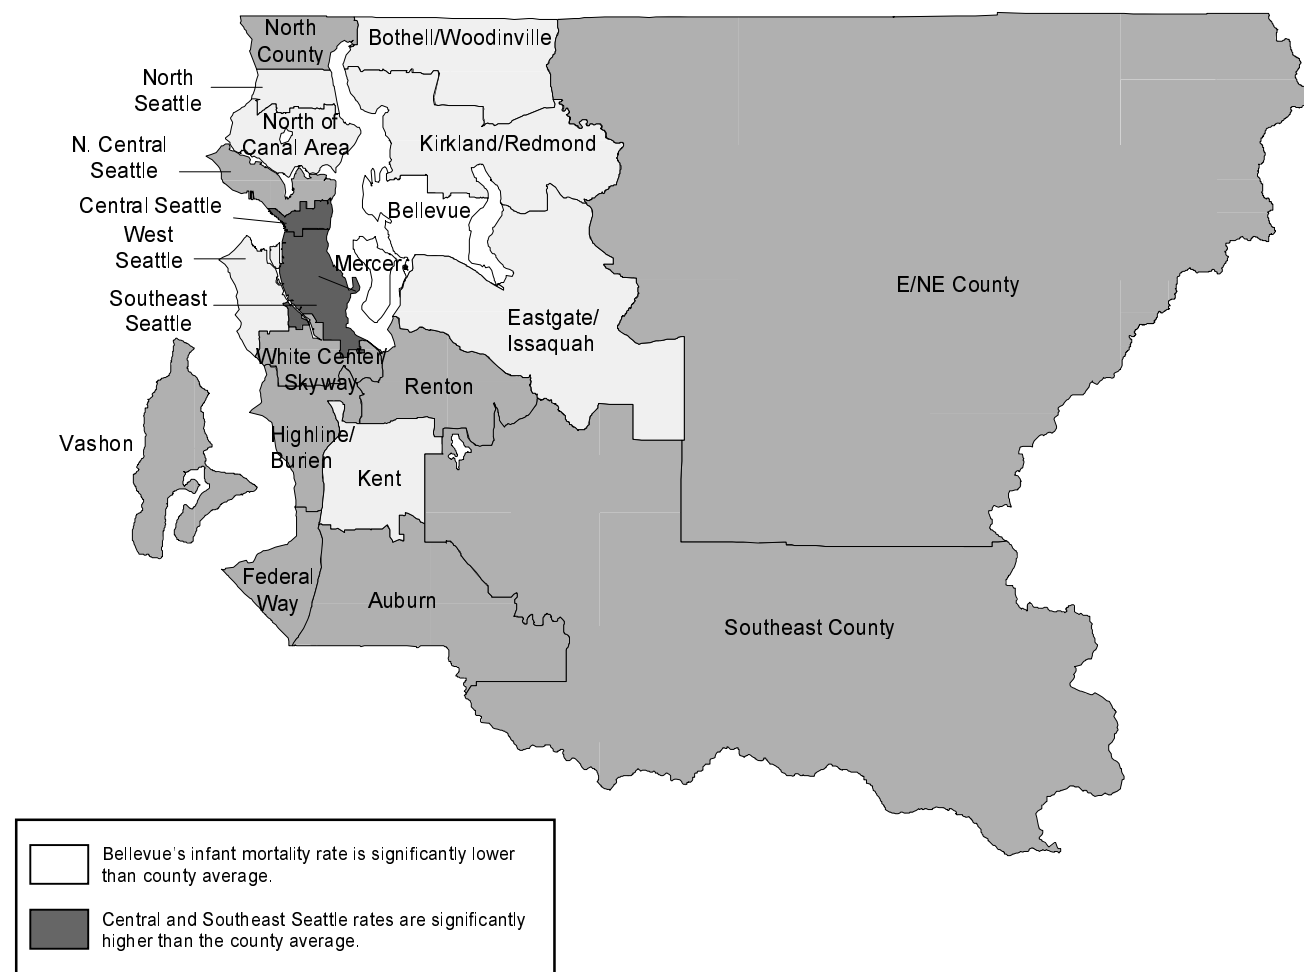 North
County
Bothell/Woodinville
North
Seattle
North of
Canal Area
N. Central
Seattle
Kirkland/Redmond
Central Seattle
Bellevue
West
Seattle
Mercer
E/NE County
Southeast
Seattle
Eastgate/
Issaquah
White Center/
Skyway
Renton
Vashon
Highline/
Burien
Kent
Federal
Way
Auburn
Southeast County
Bellevue's infant mortality rate is significantly lower
than county average.
Central and Southeast Seattle rates are significantly
higher than the county average.